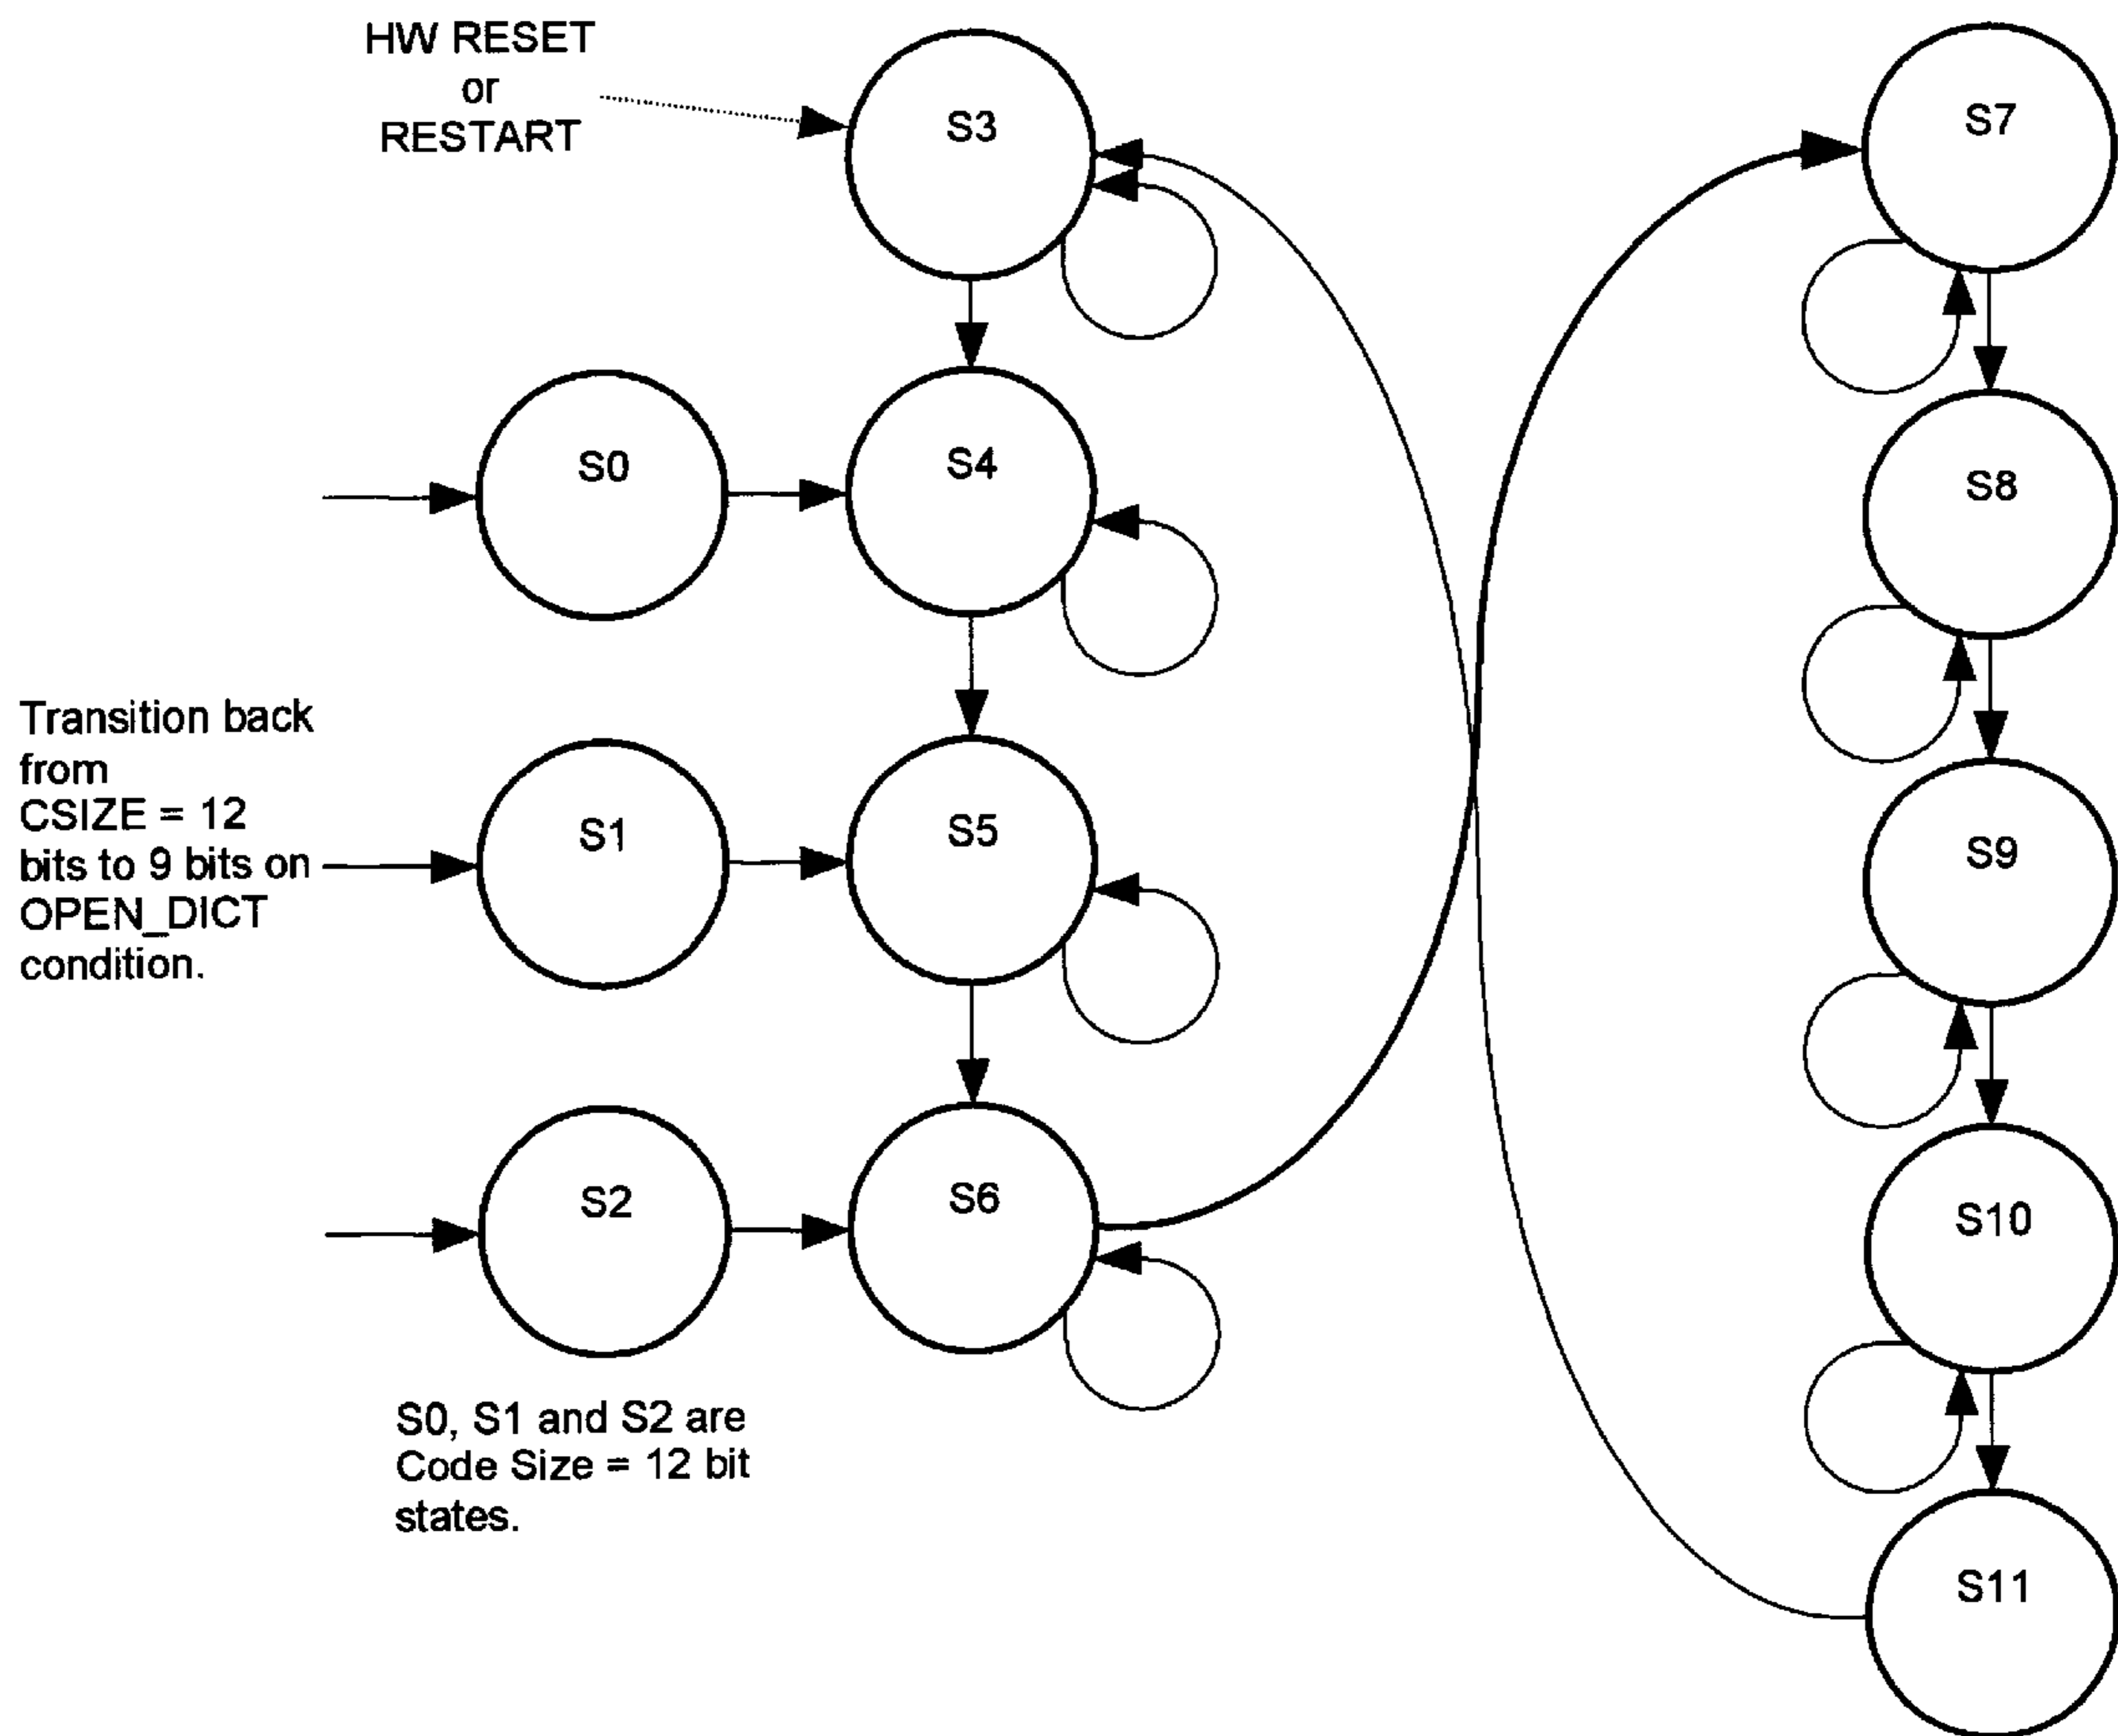 HW RESET
or
RESTART
S3
S7
S0
S4
S8
Transition back
from
CSIZE = 12
bits to 9 bits on
OPEN_DICT
condition.
S1
S5
S9
S2
S6
S10
S0, S1 and S2 are
Code Size = 12 bit
states.
S11